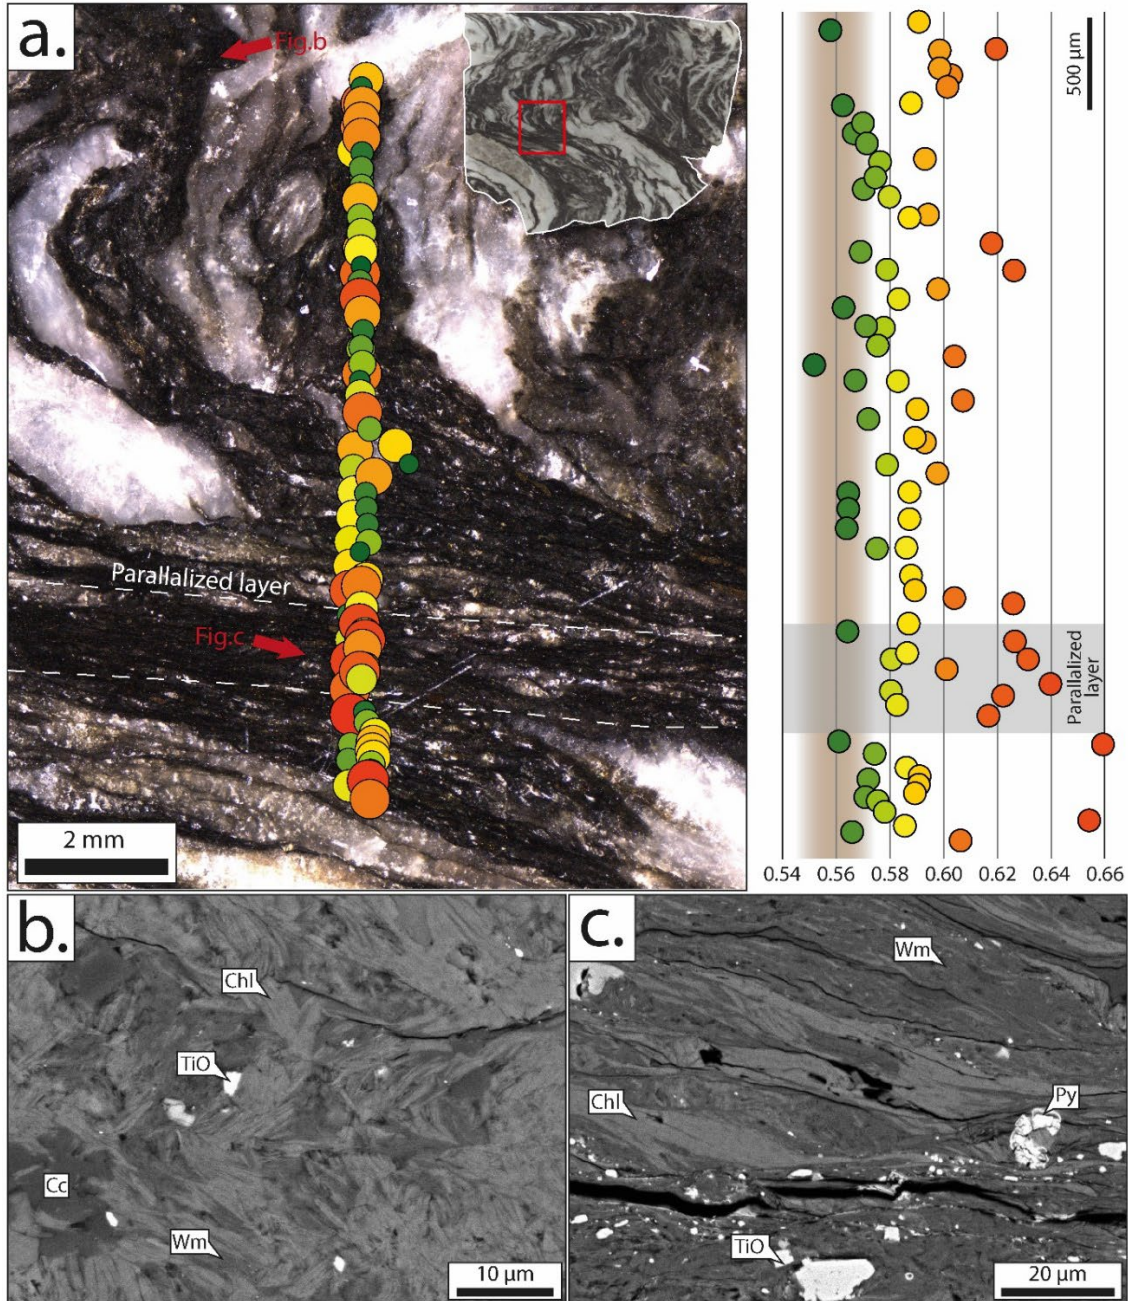 a.
Fig.b
500 µm
Parallalized layer
Fig.c
Parallalized
layer
2 mm
0.54 0.56 0.58 0.60 0.62 0.64 0.66
b.
Chl
TiO
Cc
Wm
10 µm
c.
Wm
Chl
Py
TiO
20 µm